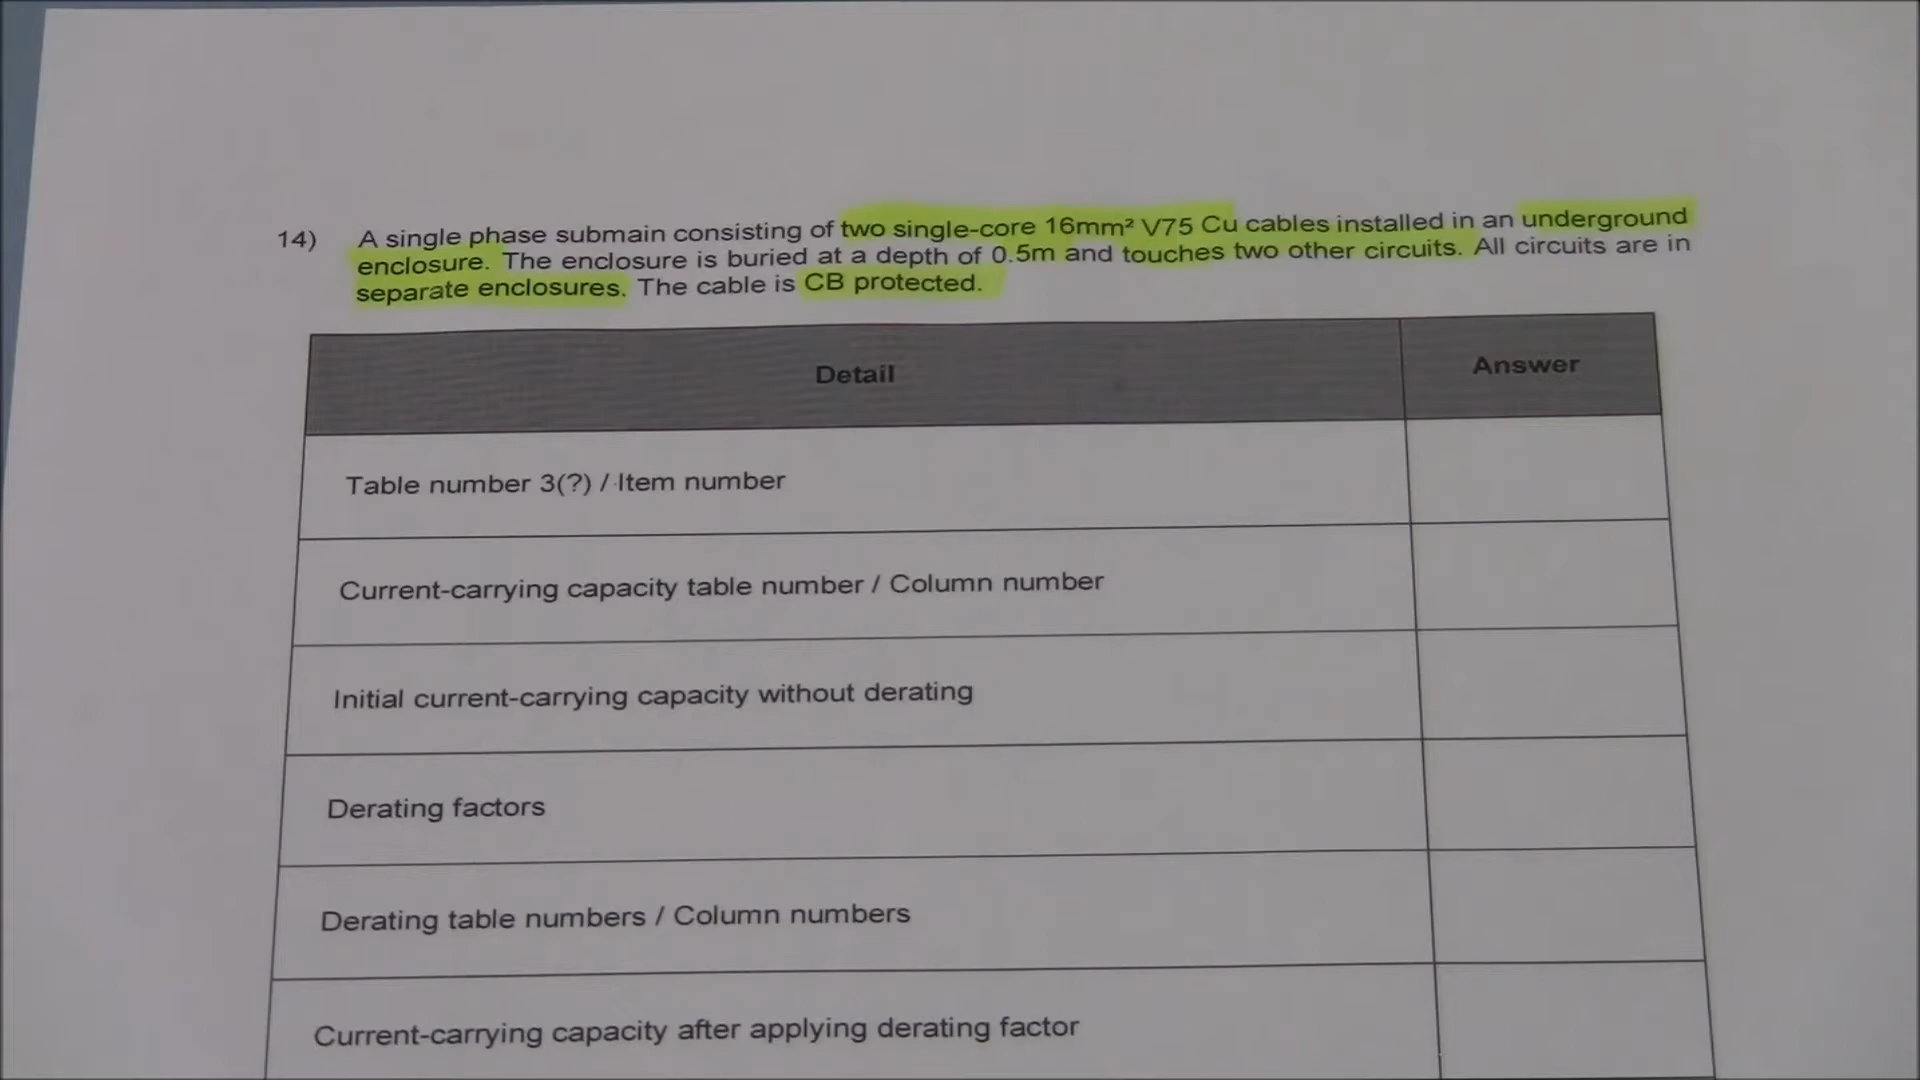 14) A single phase submain consisting of two single-core 16mm² V75 Cu cables installed in an underground
enclosure. The enclosure is buried at a depth of 0.5m and touches two other circuits. All circuits are in
separate enclosures. The cable is CB protected.
Detail Answer
Table number 3(?) / Item number
Current-carrying capacity table number / Column number
Initial current-carrying capacity without derating
Derating factors
Derating table numbers / Column numbers
Current-carrying capacity after applying derating factor